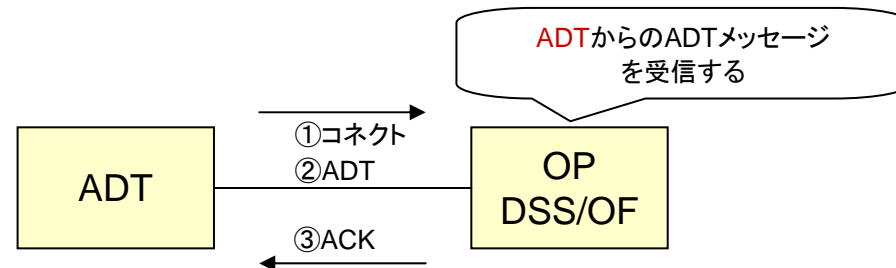 ADTからのADTメッセージ
を受信する
①コネクト
②ADT
ADT
OP
DSS/OF
③ACK